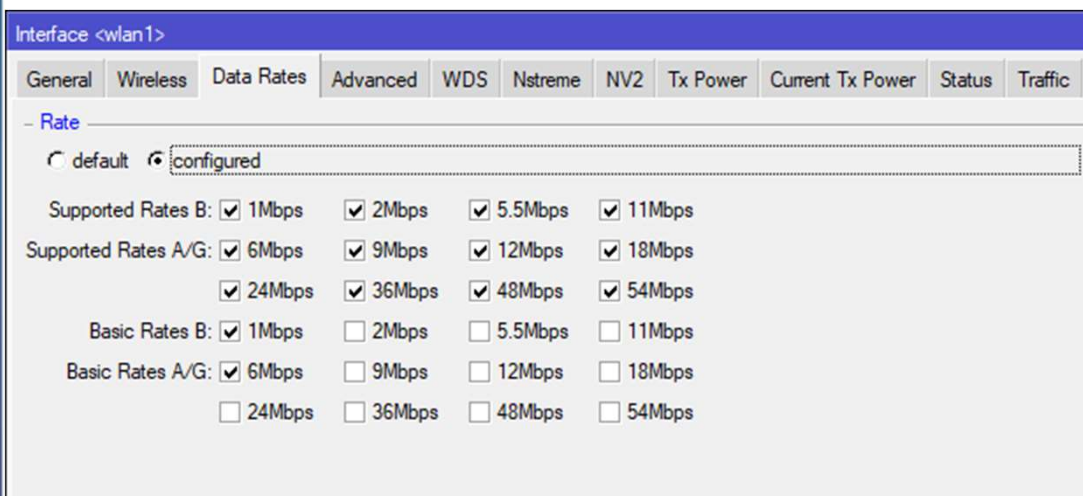 Interface <wlan1>
General Wireless Data Rates Advanced WDS Nstreme NV2 Tx Power Current Tx Power Status Traffic
Rate
default configured
Supported Rates B: 1Mbps 2Mbps 5.5Mbps 11Mbps
Supported Rates A/G: 6Mbps 9Mbps 12Mbps 18Mbps
24Mbps 36Mbps 48Mbps 54Mbps
Basic Rates B: 1Mbps 2Mbps 5.5Mbps 11Mbps
Basic Rates A/G: 6Mbps 9Mbps 12Mbps 18Mbps
24Mbps 36Mbps 48Mbps 54Mbps